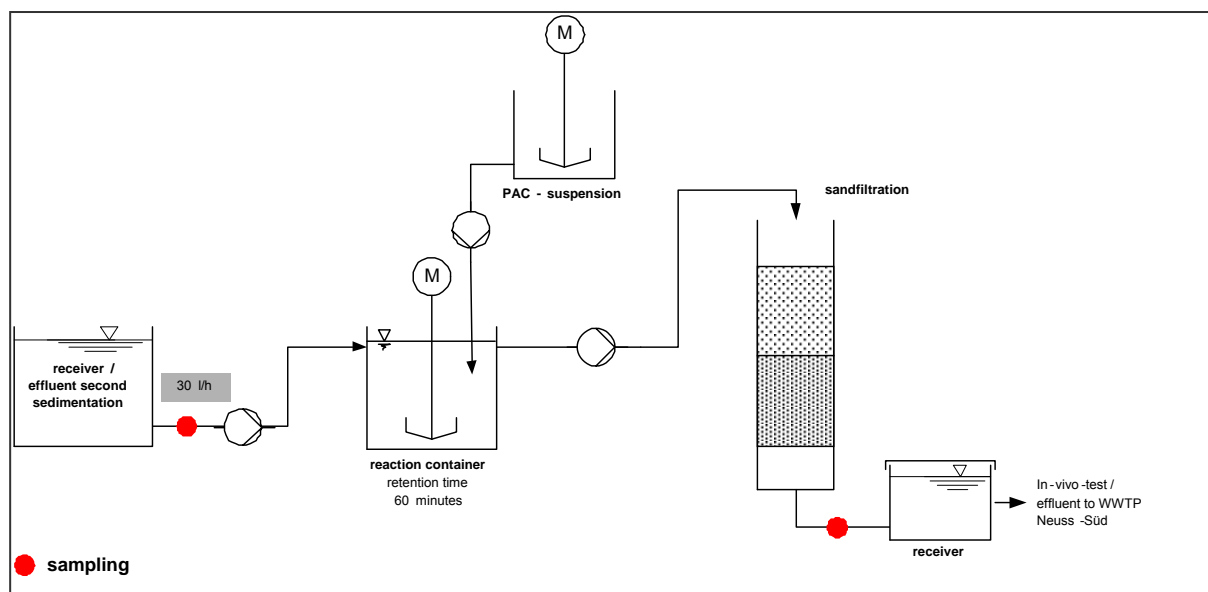 M
PAC - suspension
sandfiltration
M
receiver /
effluent second
sedimentation
30 l/h
reaction container
retention time
60 minutes
In-vivo-test /
effluent to WWTP
Neuss -Süd
receiver
sampling